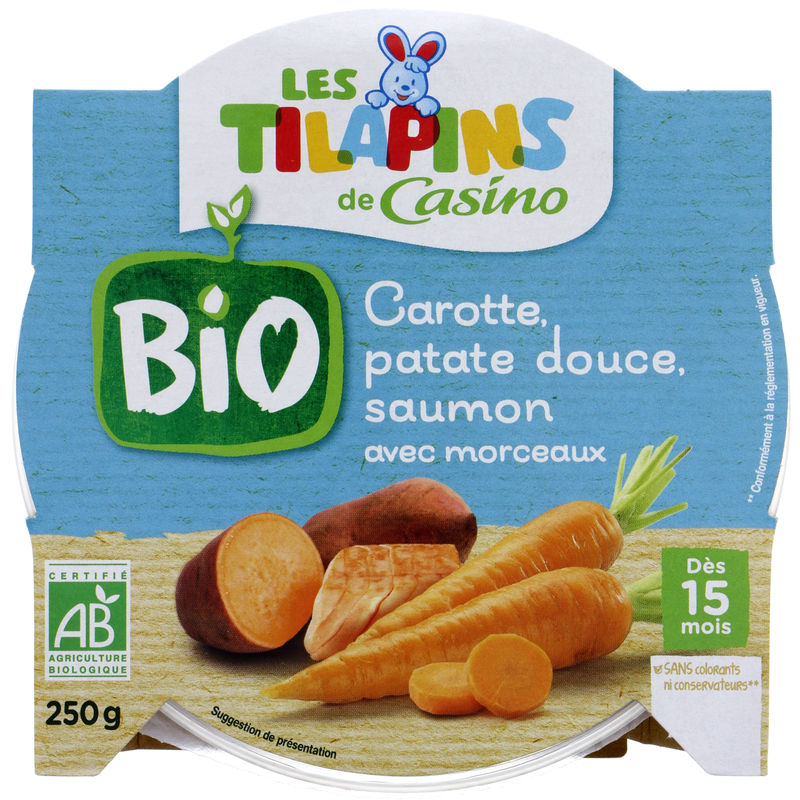 LES
TILAPINS
de Casino
BiO
Carotte,
patate douce,
saumon
avec morceaux
** Conformément à la réglementation en vigueur.
CERTIFIÉ
AB
AGRICULTURE
BIOLOGIQUE
Dès
15
mois
SANS colorants
ni conservateurs**
250 g
Suggestion de présentation